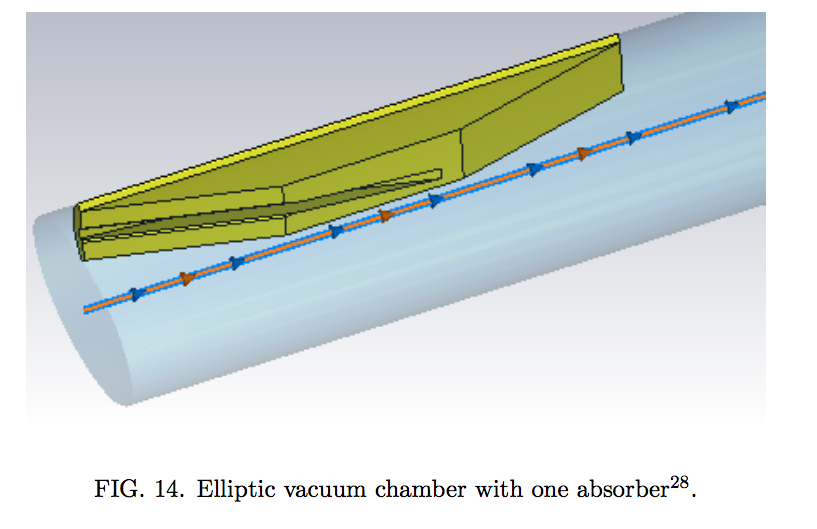 FIG. 14. Elliptic vacuum chamber with one absorber28.